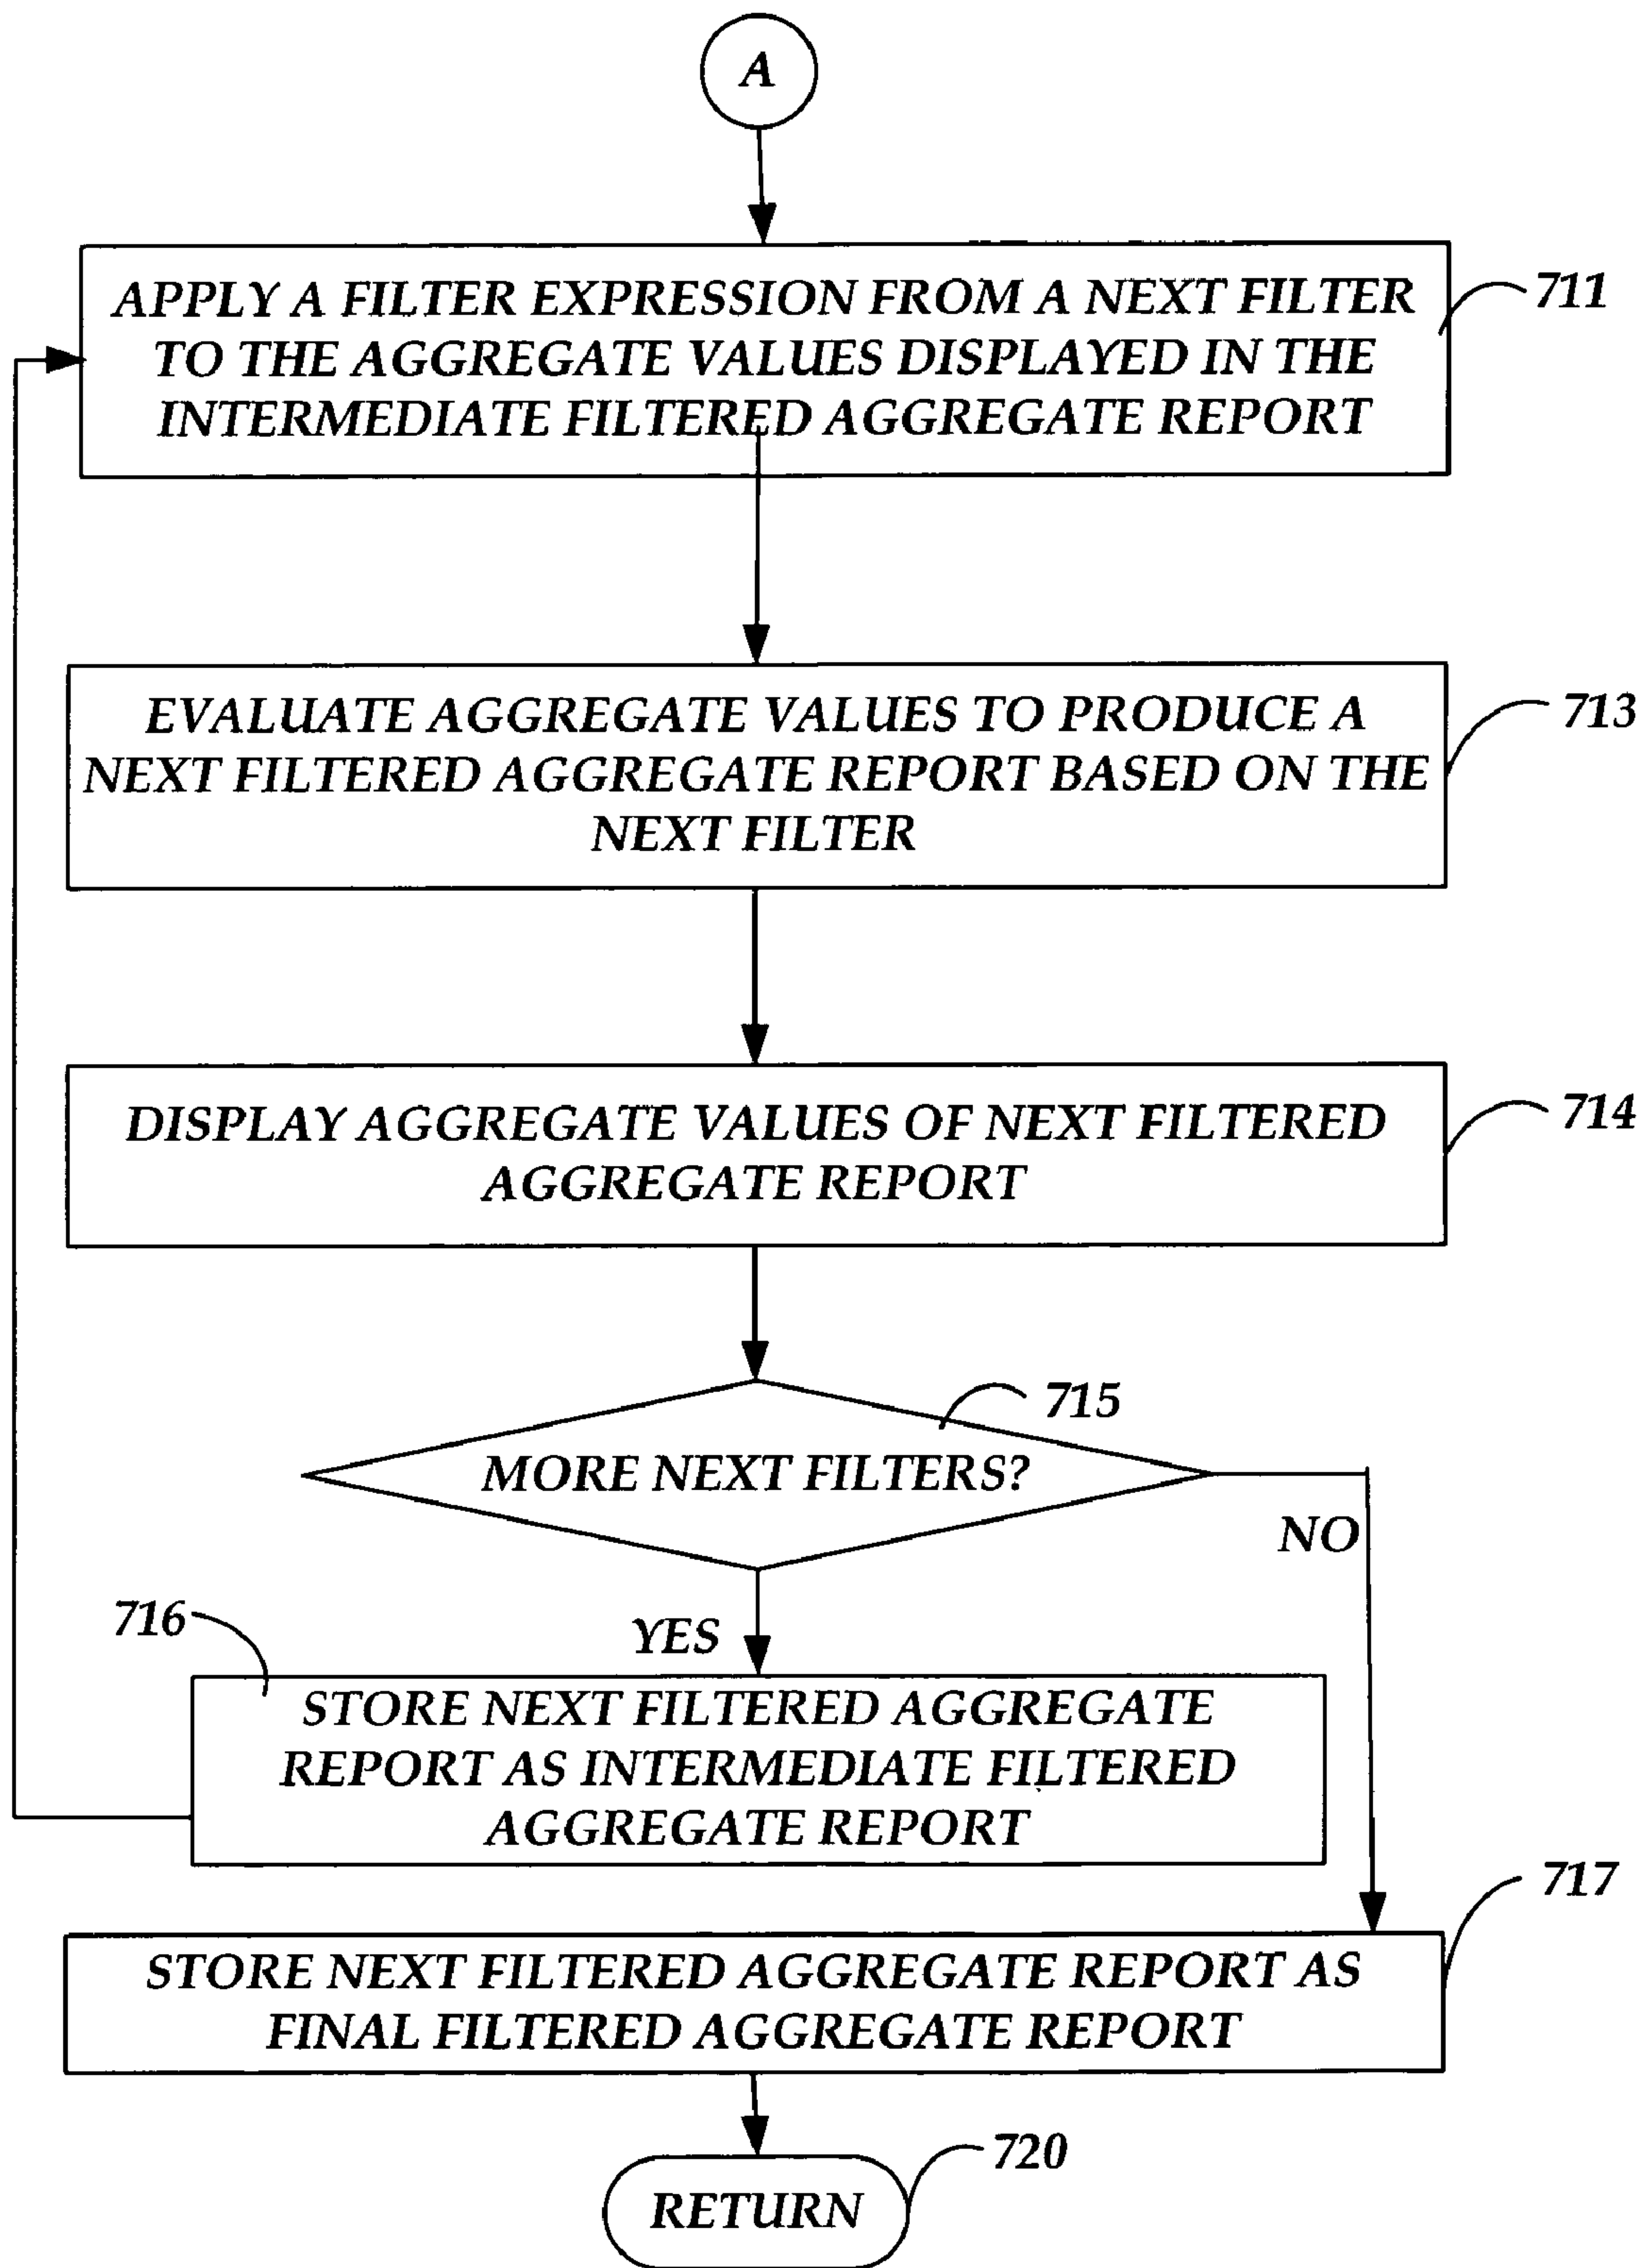 A
APPLY A FILTER EXPRESSION FROM A NEXT FILTER
TO THE AGGREGATE VALUES DISPLAYED IN THE
INTERMEDIATE FILTERED AGGREGATE REPORT
711
EVALUATE AGGREGATE VALUES TO PRODUCE A
NEXT FILTERED AGGREGATE REPORT BASED ON THE
NEXT FILTER
713
DISPLAY AGGREGATE VALUES OF NEXT FILTERED
AGGREGATE REPORT
714
715
MORE NEXT FILTERS?
NO
YES
716
STORE NEXT FILTERED AGGREGATE
REPORT AS INTERMEDIATE FILTERED
AGGREGATE REPORT
717
STORE NEXT FILTERED AGGREGATE REPORT AS
FINAL FILTERED AGGREGATE REPORT
720
RETURN